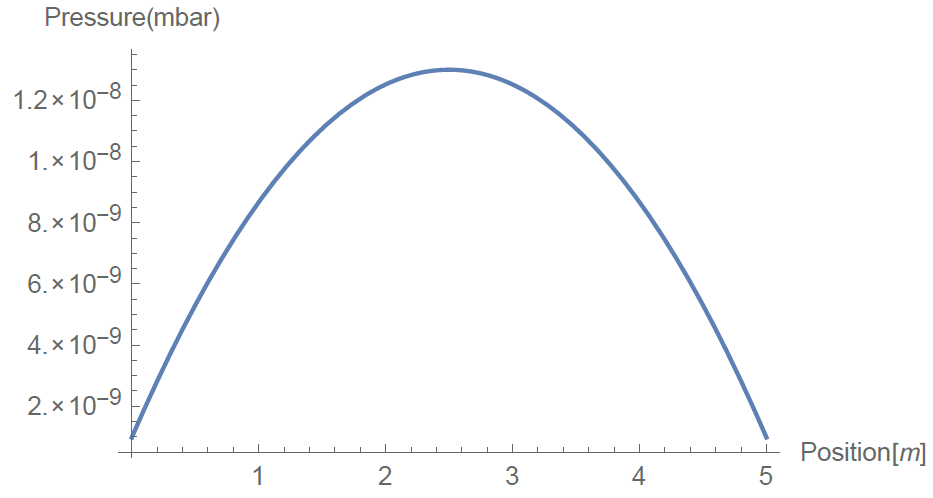 Pressure(mbar)
1.2×10⁻⁸
1.×10⁻⁸
8.×10⁻⁹
6.×10⁻⁹
4.×10⁻⁹
2.×10⁻⁹
Position[m]
1 2 3 4 5